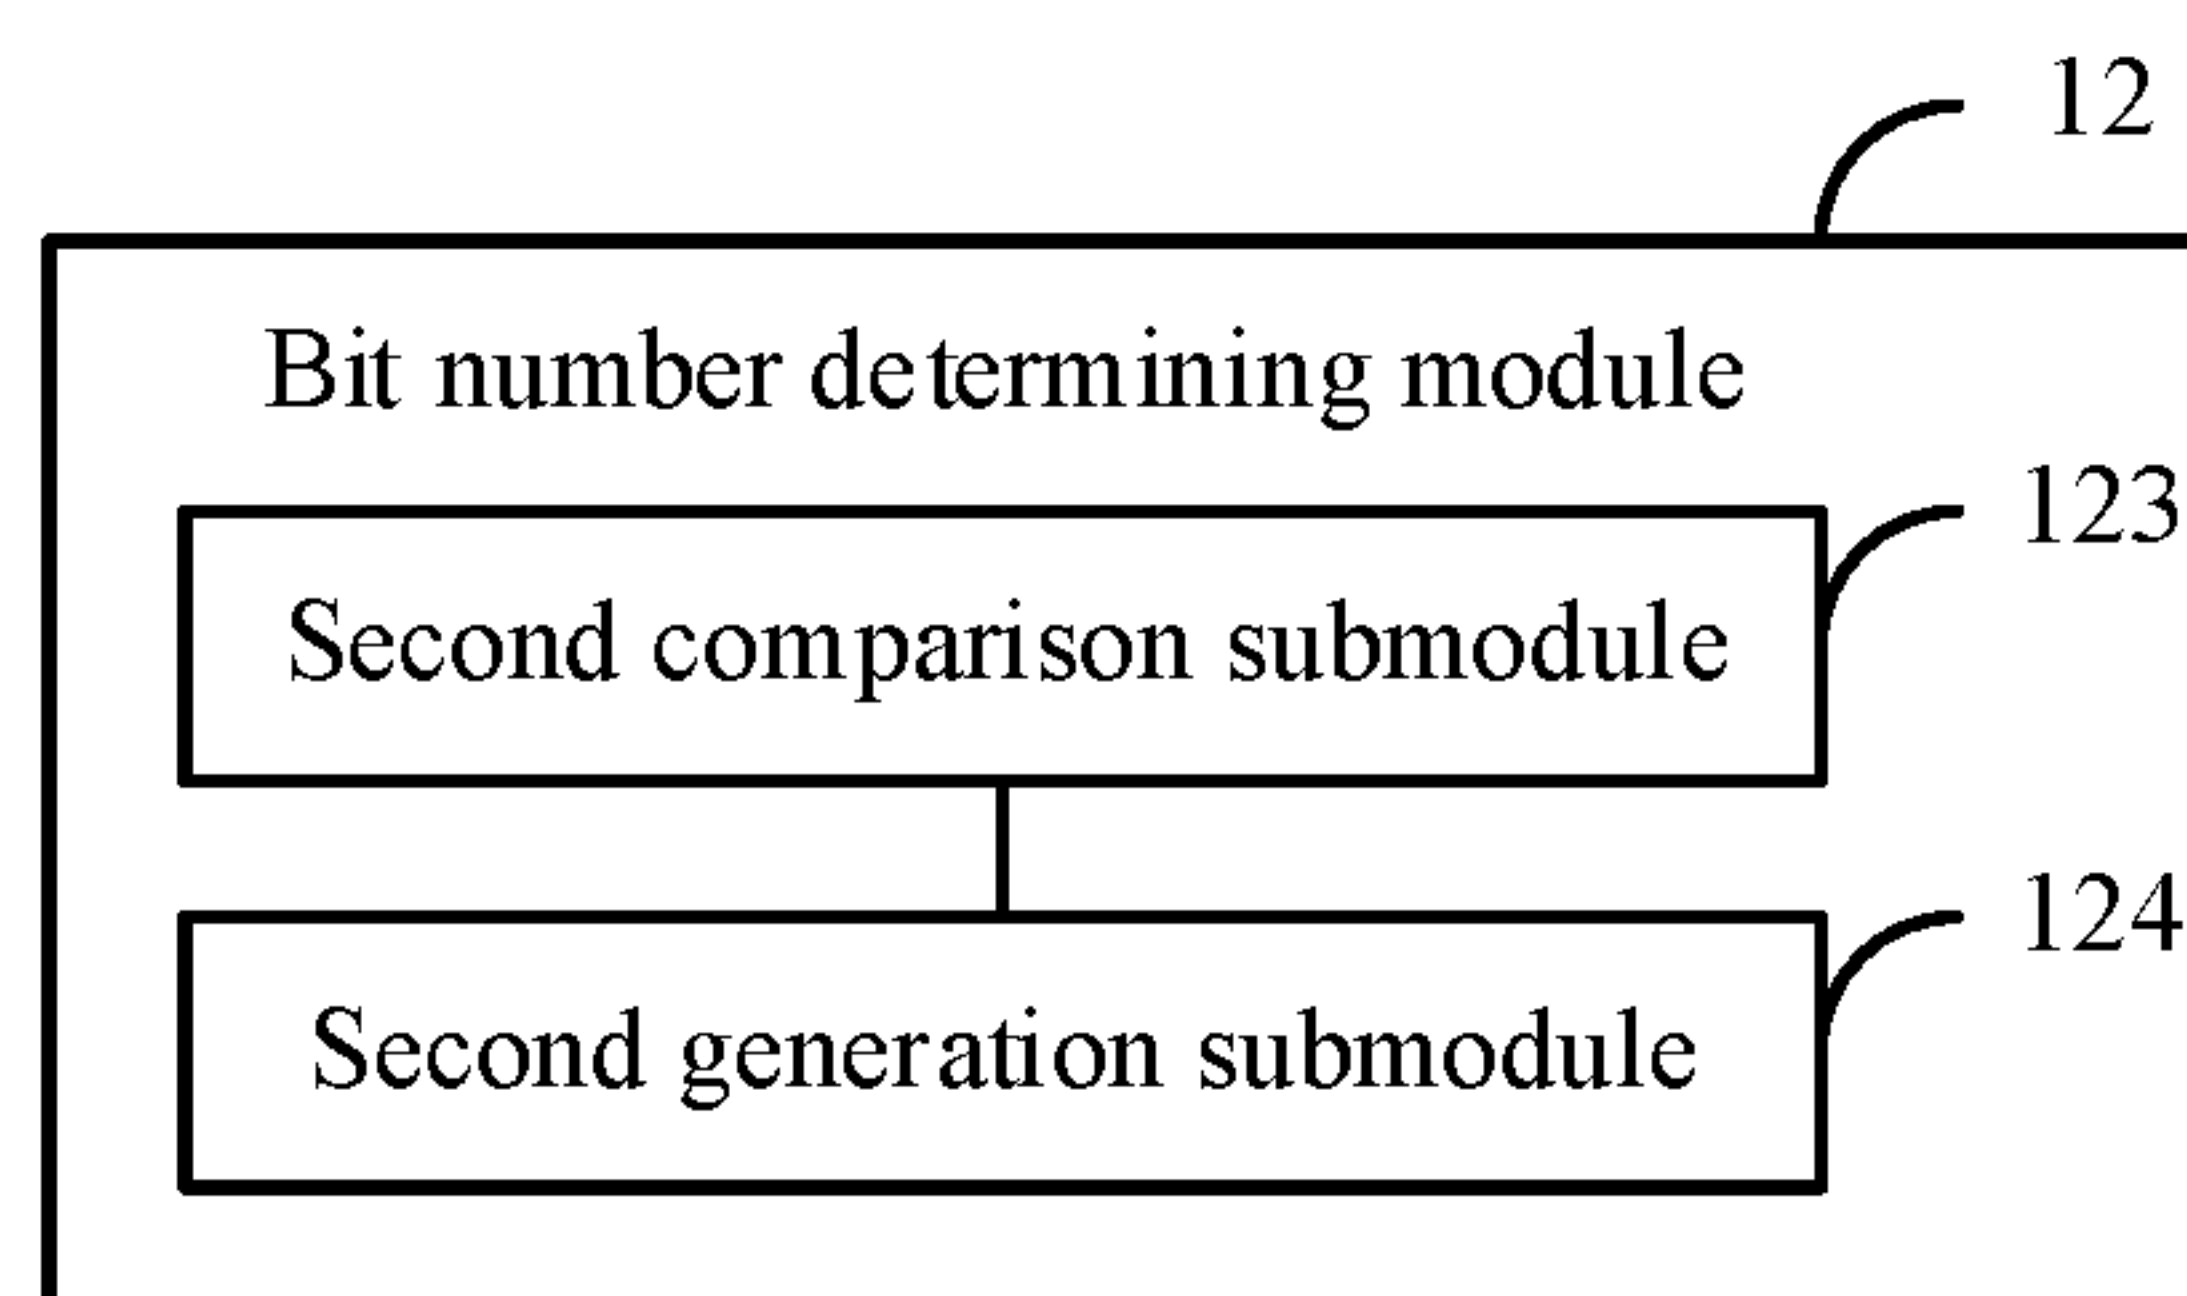 12
Bit number determining module
123
Second comparison submodule
124
Second generation submodule